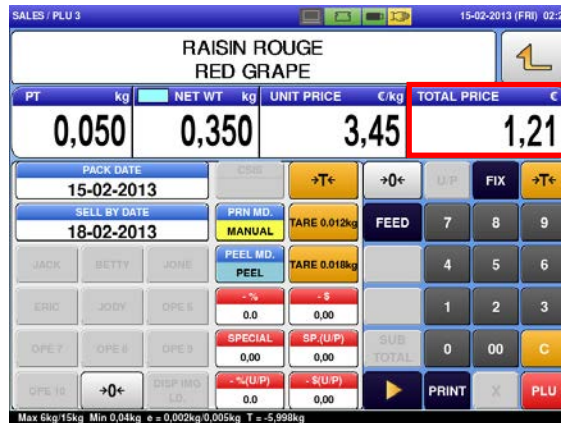 SALES / PLU 3
15-02-2013 (FRI) 02:2
RAISIN ROUGE
RED GRAPE
PT kg NET WT kg UNIT PRICE €/kg TOTAL PRICE €
0,050 0,350 3,45 1,21
PACK DATE
15-02-2013
SELL BY DATE
18-02-2013
→T← →0← U/P FIX →T←
PRN MD.
MANUAL
TARE 0.012kg FEED 7 8 9
JACK BETTY JONE
PEEL MD.
PEEL
TARE 0.018kg 4 5 6
ERIC JODY OPE 6
- %
0.0
- $
0,00
1 2 3
OPE 7 OPE 8 OPE 9
SPECIAL
0,00
SP.(U/P)
0,00
SUB
TOTAL
0 00 C
OPE 10 →0← DISP IMG
LD.
- %(U/P)
0.0
- $(U/P)
0,00
PRINT X PLU
Max 6kg/15kg Min 0,04kg e = 0,002kg/0,005kg T = -5,998kg